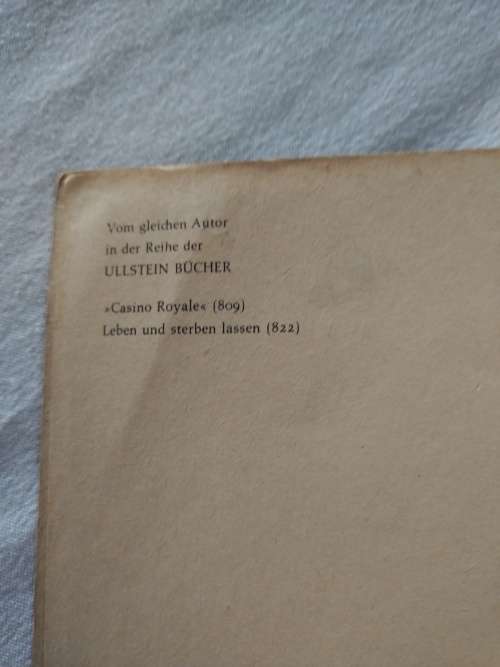 Vom gleichen Autor
in der Reihe der
ULLSTEIN BÜCHER
»Casino Royale« (809)
Leben und sterben lassen (822)